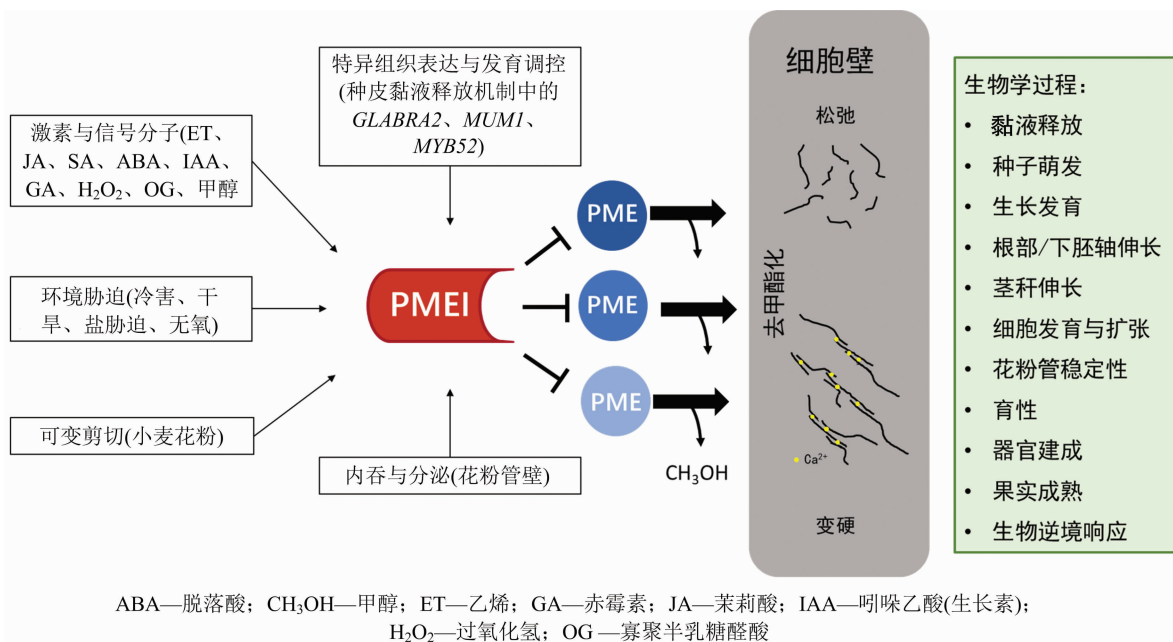 特异组织表达与发育调控
(种皮黏液释放机制中的
GLABRA2、MUM1、
MYB52)
激素与信号分子(ET、
JA、SA、ABA、IAA、
GA、H₂O₂、OG、甲醇
环境胁迫(冷害、干
旱、盐胁迫、无氧)
可变剪切(小麦花粉)
内吞与分泌(花粉管壁)
PMEI
PME
PME
PME
CH₃OH
细胞壁
松弛
去甲酯化
Ca²⁺
变硬
生物学过程：
• 黏液释放
• 种子萌发
• 生长发育
• 根部/下胚轴伸长
• 茎秆伸长
• 细胞发育与扩张
• 花粉管稳定性
• 育性
• 器官建成
• 果实成熟
• 生物逆境响应
ABA—脱落酸；CH₃OH—甲醇；ET—乙烯；GA—赤霉素；JA—茉莉酸；IAA—吲哚乙酸(生长素)；
H₂O₂—过氧化氢；OG —寡聚半乳糖醛酸